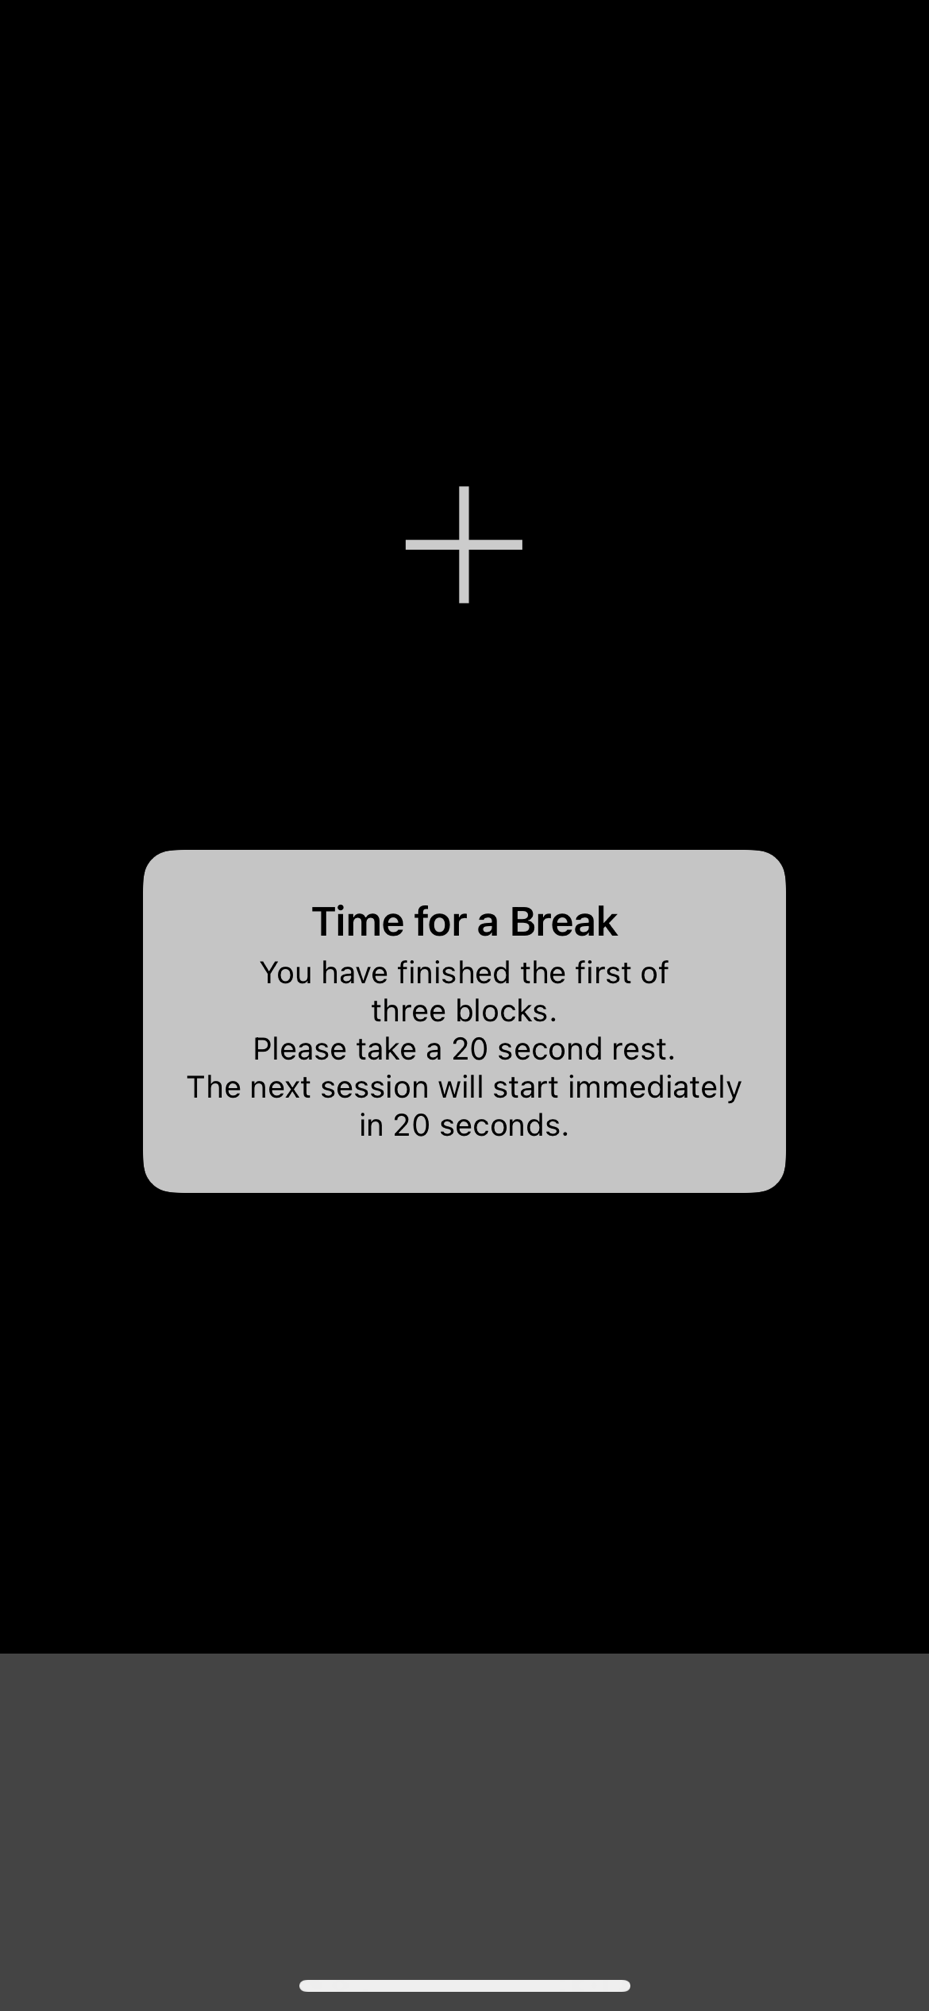 Time for a Break
You have finished the first of
three blocks.
Please take a 20 second rest.
The next session will start immediately
in 20 seconds.